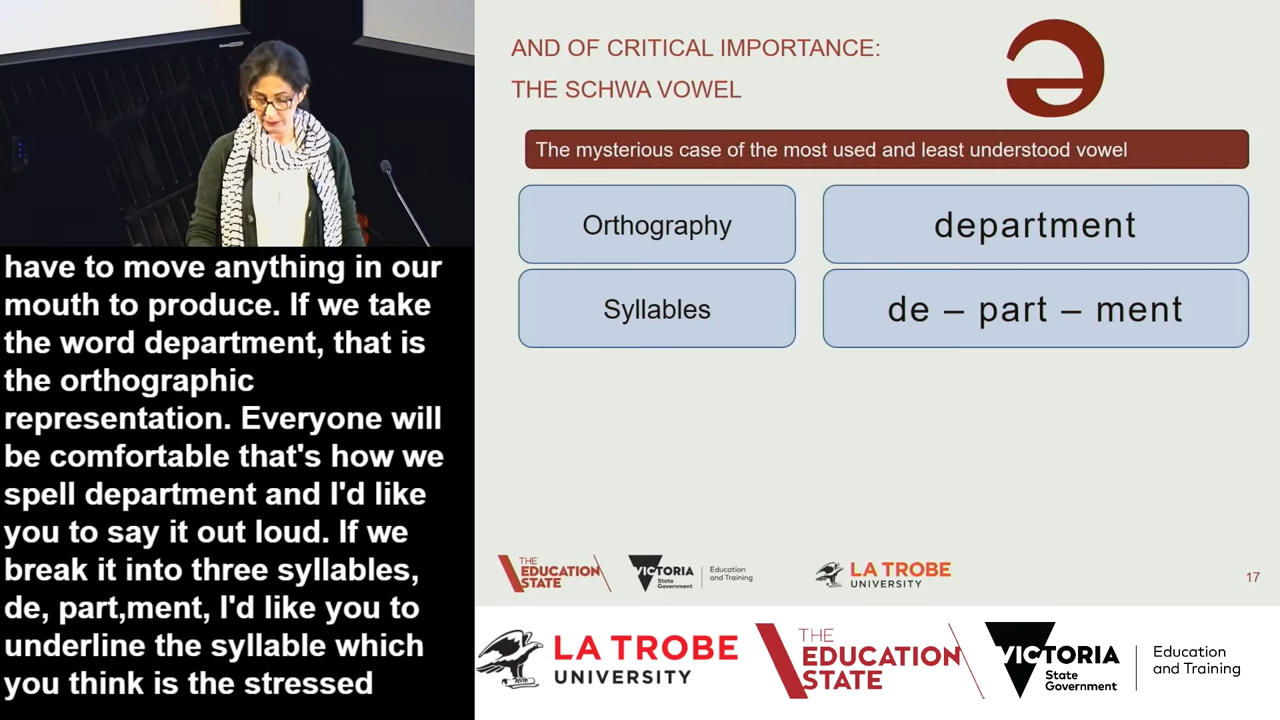 have to move anything in our
mouth to produce. If we take
the word department, that is
the orthographic
representation. Everyone will
be comfortable that's how we
spell department and I'd like
you to say it out loud. If we
break it into three syllables,
de, part,ment, I'd like you to
underline the syllable which
you think is the stressed
AND OF CRITICAL IMPORTANCE:
THE SCHWA VOWEL
ə
The mysterious case of the most used and least understood vowel
Orthography
department
Syllables
de – part – ment
THE
EDUCATION
STATE
VICTORIA
State
Government
Education
and Training
LA TROBE
UNIVERSITY
17
LA TROBE
UNIVERSITY
THE
EDUCATION
STATE
VICTORIA
State
Government
Education
and Training